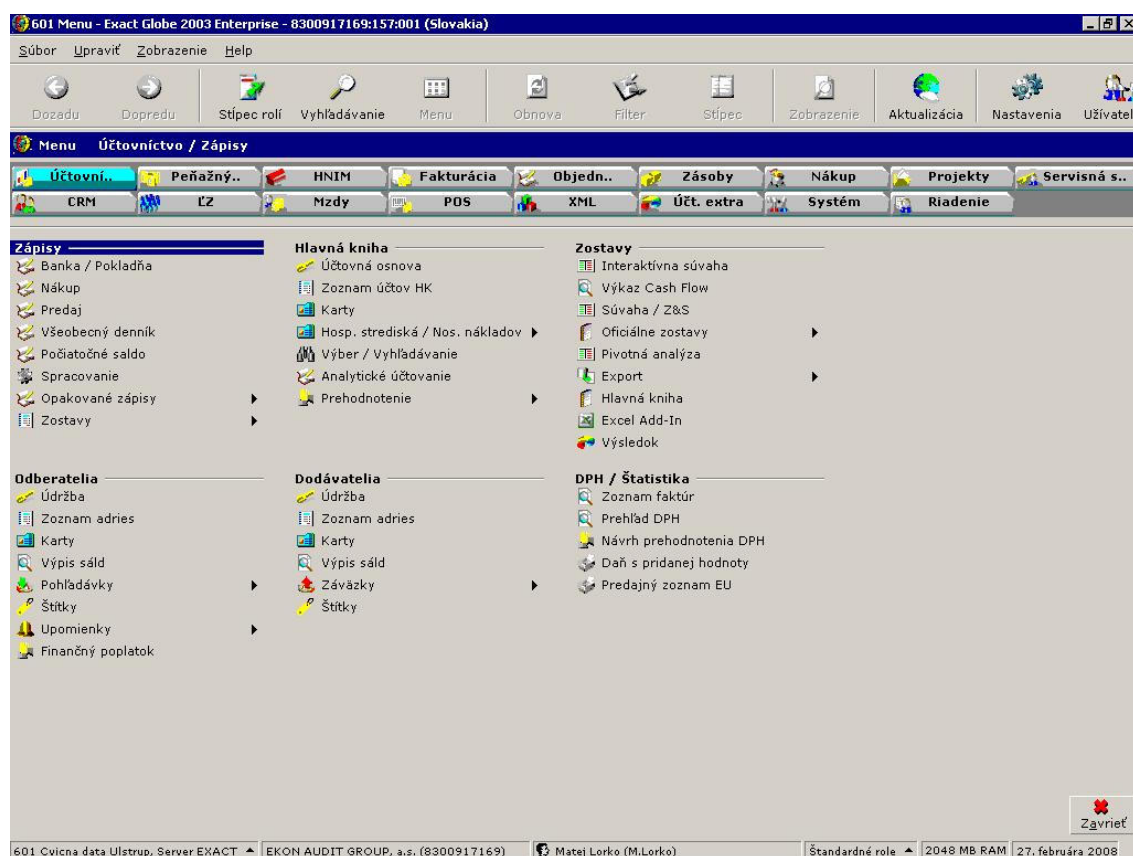 601 Menu - Exact Globe 2003 Enterprise - 8300917169:157:001 (Slovakia)
Súbor Upraviť Zobrazenie Help
Dozadu Dopredu Stĺpec rolí Vyhľadávanie Menu Obnova Filter Stĺpec Zobrazenie Aktualizácia Nastavenia Užívatel
Menu Účtovníctvo / Zápisy
Účtovní.. Peňažný.. HNIM Fakturácia Objedn.. Zásoby Nákup Projekty Servisná s..
CRM ĽZ Mzdy POS XML Účt. extra Systém Riadenie
Zápisy
Banka / Pokladňa
Nákup
Predaj
Všeobecný denník
Počiatočné saldo
Spracovanie
Opakované zápisy
Zostavy
Hlavná kniha
Účtovná osnova
Zoznam účtov HK
Karty
Hosp. strediská / Nos. nákladov
Výber / Vyhľadávanie
Analytické účtovanie
Prehodnotenie
Zostavy
Interaktívna súvaha
Výkaz Cash Flow
Súvaha / Z&S
Oficiálne zostavy
Pivotná analýza
Export
Hlavná kniha
Excel Add-In
Výsledok
Odberatelia
Údržba
Zoznam adries
Karty
Výpis sáld
Pohľadávky
Štítky
Upomienky
Finančný poplatok
Dodávatelia
Údržba
Zoznam adries
Karty
Výpis sáld
Záväzky
Štítky
DPH / Štatistika
Zoznam faktúr
Prehľad DPH
Návrh prehodnotenia DPH
Daň s pridanej hodnoty
Predajný zoznam EU
Zavrieť
601 Cvicna data Ulstrup, Server EXACT EKON AUDIT GROUP, a.s. (8300917169) Matej Lorko (M.Lorko) Štandardné role 2048 MB RAM 27. februára 2008